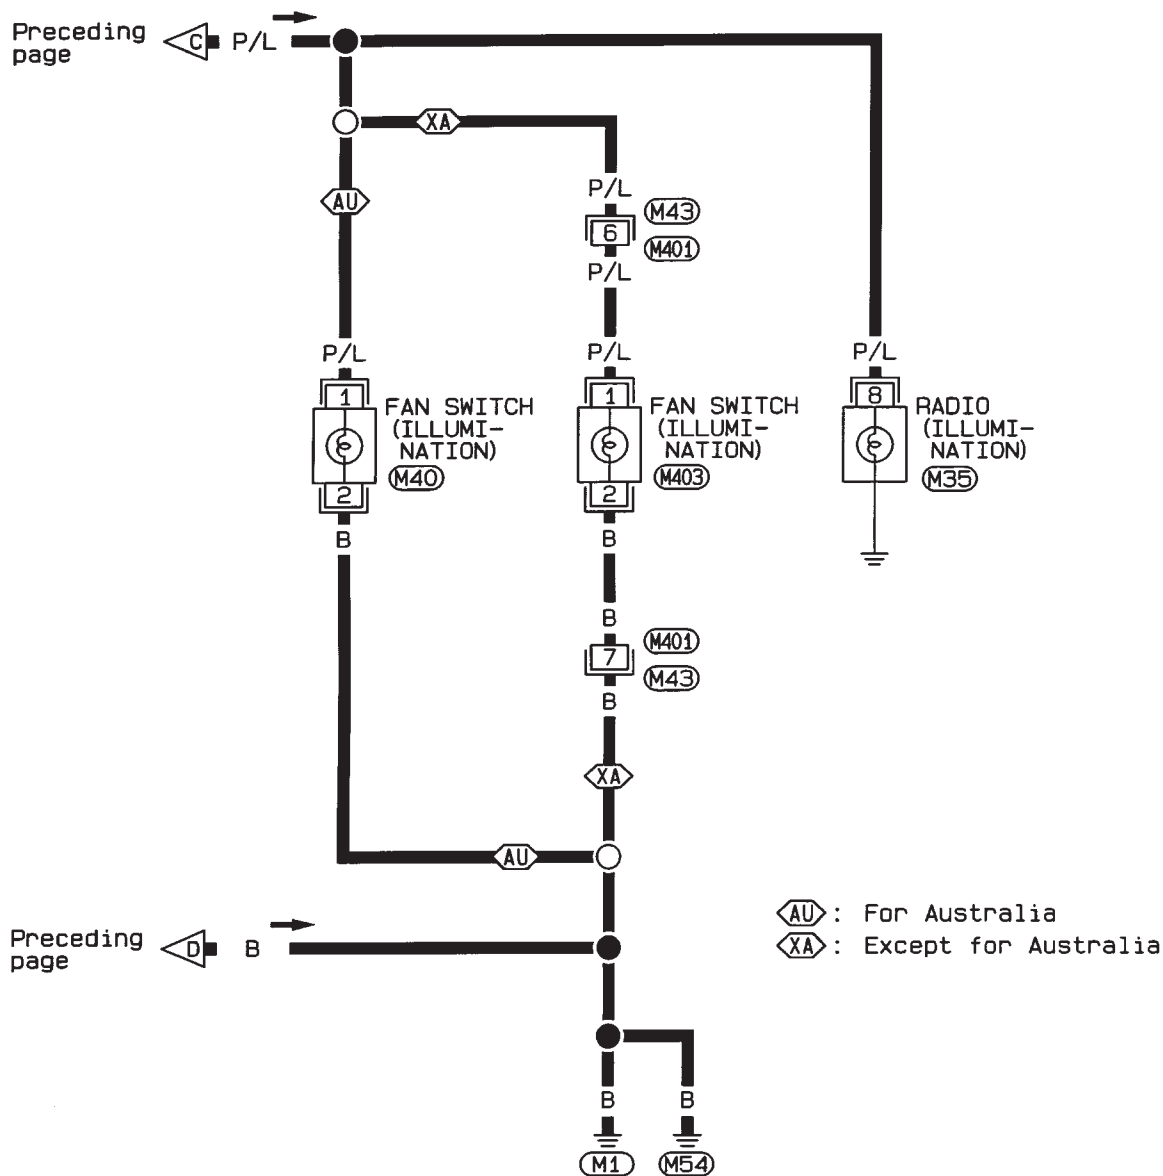 Preceding
page
C
P/L
XA
AU
P/L
M43
6
M401
P/L
P/L
P/L
P/L
1
FAN SWITCH
(ILLUMI-
NATION)
M40
2
B
1
FAN SWITCH
(ILLUMI-
NATION)
M403
2
B
8
RADIO
(ILLUMI-
NATION)
M35
B
M401
7
M43
B
XA
AU
AU : For Australia
XA : Except for Australia
Preceding
page
D
B
B
B
M1
M54